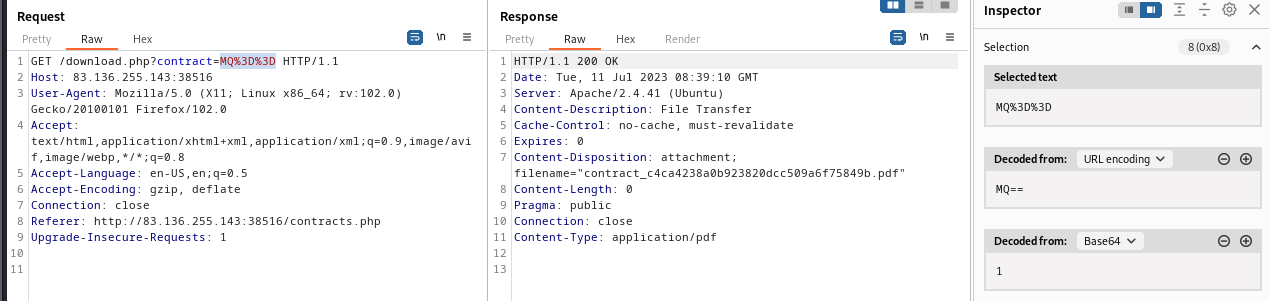 Request
Pretty Raw Hex \n
1 GET /download.php?contract=MQ%3D%3D HTTP/1.1
2 Host: 83.136.255.143:38516
3 User-Agent: Mozilla/5.0 (X11; Linux x86_64; rv:102.0)
Gecko/20100101 Firefox/102.0
4 Accept:
text/html,application/xhtml+xml,application/xml;q=0.9,image/avi
f,image/webp,*/*;q=0.8
5 Accept-Language: en-US,en;q=0.5
6 Accept-Encoding: gzip, deflate
7 Connection: close
8 Referer: http://83.136.255.143:38516/contracts.php
9 Upgrade-Insecure-Requests: 1
10
11
Response
Pretty Raw Hex Render \n
1 HTTP/1.1 200 OK
2 Date: Tue, 11 Jul 2023 08:39:10 GMT
3 Server: Apache/2.4.41 (Ubuntu)
4 Content-Description: File Transfer
5 Cache-Control: no-cache, must-revalidate
6 Expires: 0
7 Content-Disposition: attachment;
filename="contract_c4ca4238a0b923820dcc509a6f75849b.pdf"
8 Content-Length: 0
9 Pragma: public
10 Connection: close
11 Content-Type: application/pdf
12
13
Inspector
Selection 8 (0x8)
Selected text
MQ%3D%3D
Decoded from: URL encoding
MQ==
Decoded from: Base64
1